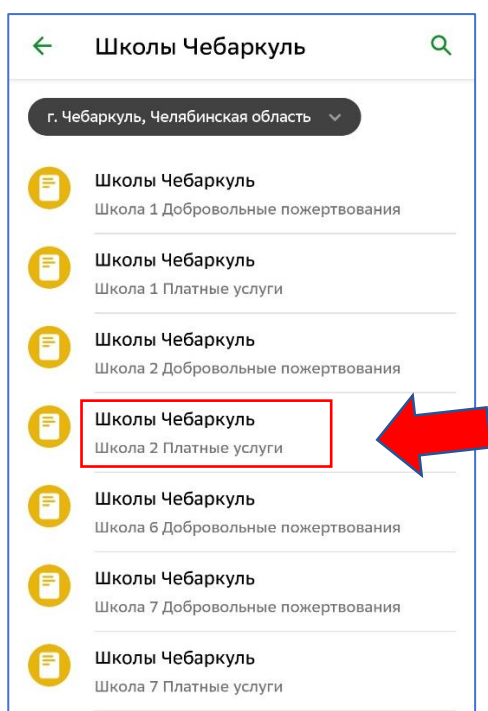 Школы Чебаркуль
г. Чебаркуль, Челябинская область
Школы Чебаркуль
Школа 1 Добровольные пожертвования
Школы Чебаркуль
Школа 1 Платные услуги
Школы Чебаркуль
Школа 2 Добровольные пожертвования
Школы Чебаркуль
Школа 2 Платные услуги
Школы Чебаркуль
Школа 6 Добровольные пожертвования
Школы Чебаркуль
Школа 7 Добровольные пожертвования
Школы Чебаркуль
Школа 7 Платные услуги